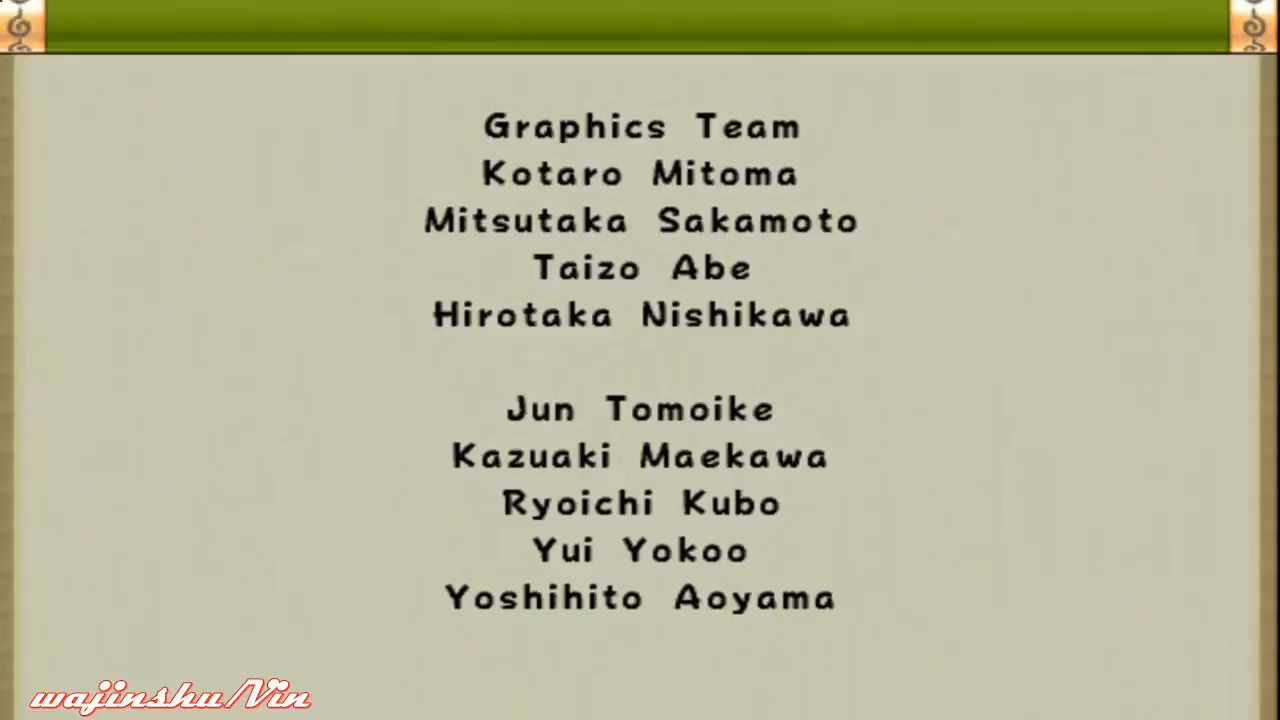 Graphics Team
Kotaro Mitoma
Mitsutaka Sakamoto
Taizo Abe
Hirotaka Nishikawa
Jun Tomoike
Kazuaki Maekawa
Ryoichi Kubo
Yui Yokoo
Yoshihito Aoyama
wajinshu/Vin